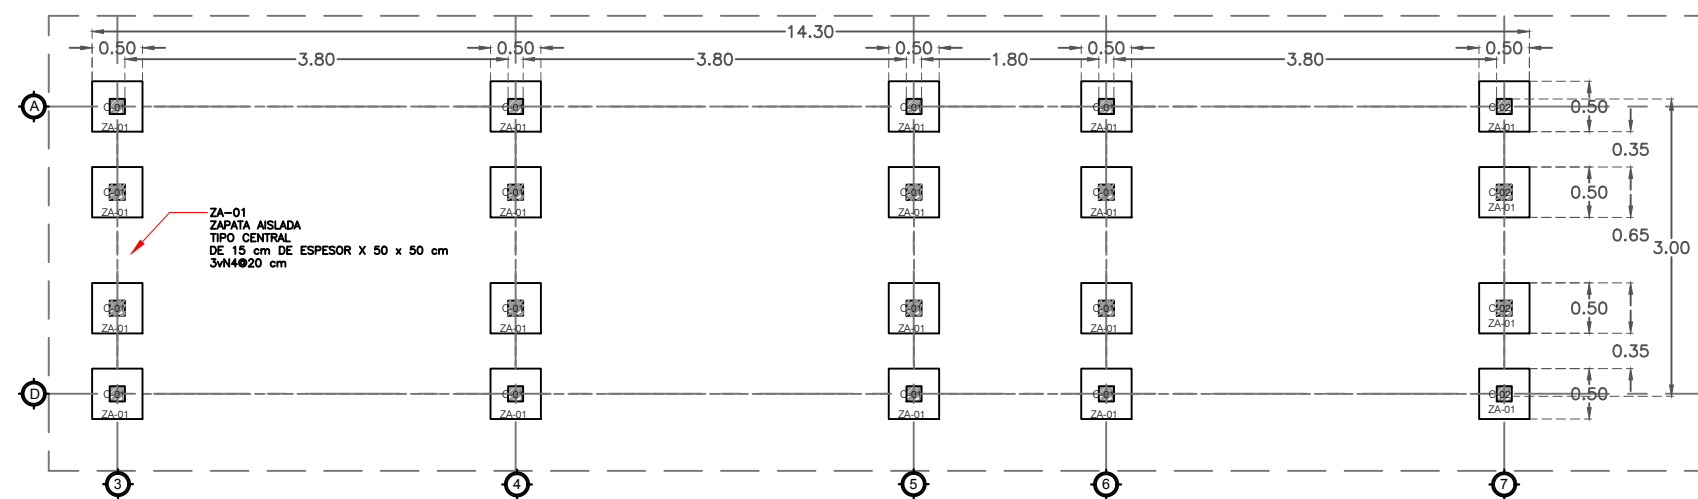 14.30
0.50 0.50 0.50 0.50 0.50
3.80 3.80 1.80 3.80
A C-01 C-01 C-01 C-01 C-02 0.50
ZA-01 ZA-01 ZA-01 ZA-01 ZA-01
0.35
C-01 C-01 C-01 C-01 C-02 0.50
ZA-01 ZA-01 ZA-01 ZA-01 ZA-01
ZA-01
ZAPATA AISLADA
TIPO CENTRAL
DE 15 cm DE ESPESOR X 50 x 50 cm
3vN4@20 cm
0.65
3.00
C-01 C-01 C-01 C-01 C-02 0.50
ZA-01 ZA-01 ZA-01 ZA-01 ZA-01
0.35
D C-01 C-01 C-01 C-01 C-02 0.50
ZA-01 ZA-01 ZA-01 ZA-01 ZA-01
3 4 5 6 7